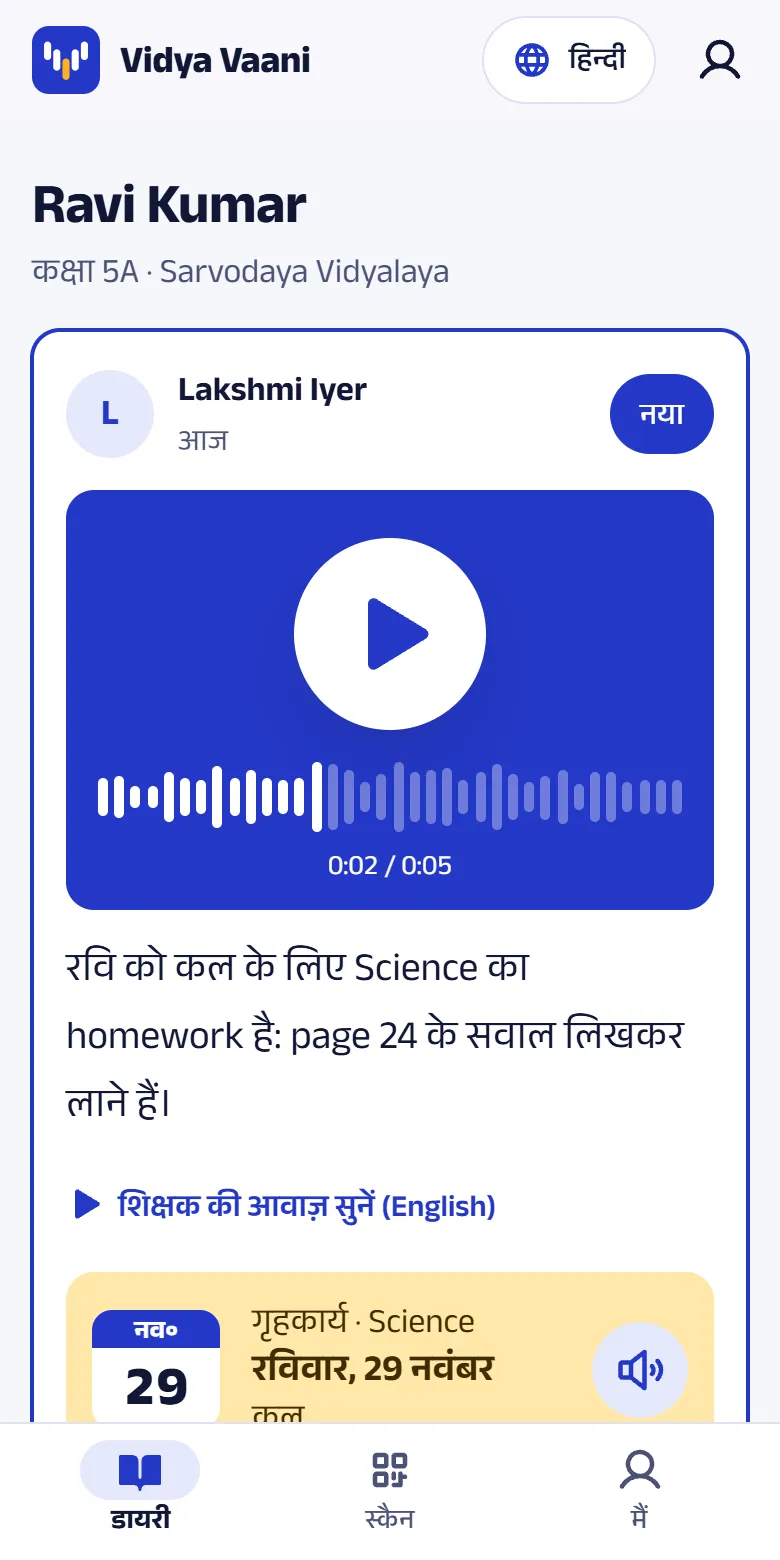 Vidya Vaani
हिन्दी
Ravi Kumar
कक्षा 5A · Sarvodaya Vidyalaya
L
Lakshmi Iyer
आज
नया
0:02 / 0:05
रवि को कल के लिए Science का
homework है: page 24 के सवाल लिखकर
लाने हैं।
शिक्षक की आवाज़ सुनें (English)
नव॰
29
गृहकार्य · Science
रविवार, 29 नवंबर
कल
डायरी
स्कैन
मैं